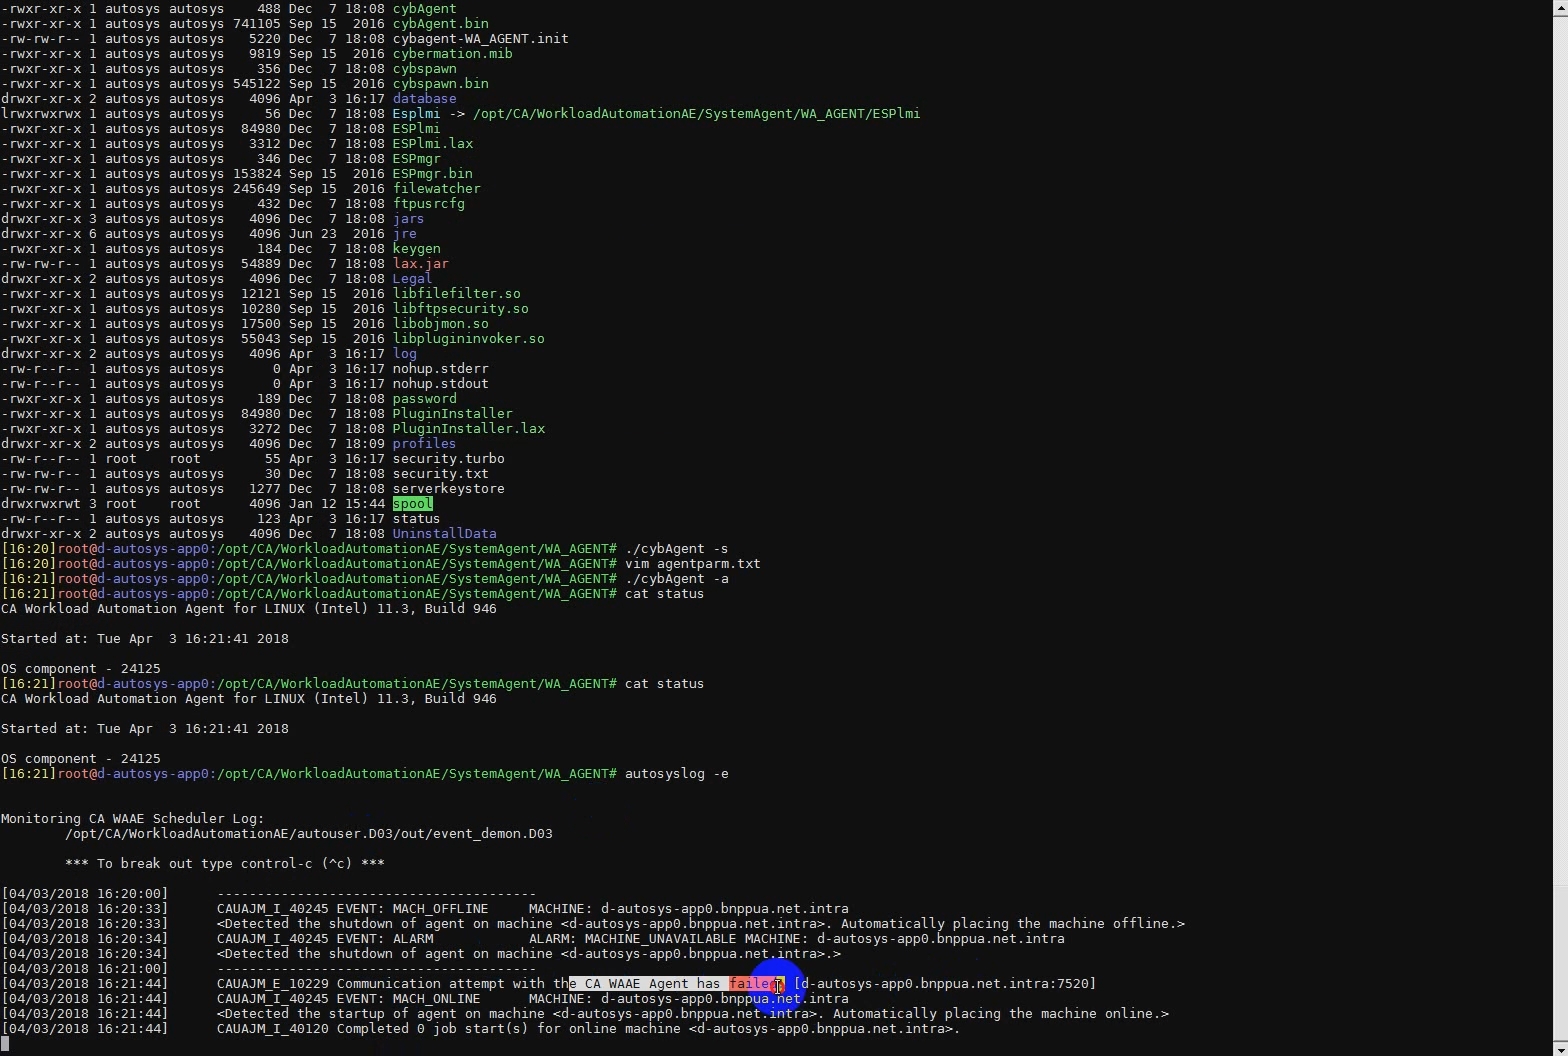 -rwxr-xr-x 1 autosys autosys    488 Dec  7 18:08 cybAgent
-rwxr-xr-x 1 autosys autosys 741105 Sep 15  2016 cybAgent.bin
-rw-rw-r-- 1 autosys autosys   5220 Dec  7 18:08 cybagent-WA_AGENT.init
-rwxr-xr-x 1 autosys autosys   9819 Sep 15  2016 cybermation.mib
-rwxr-xr-x 1 autosys autosys    356 Dec  7 18:08 cybspawn
-rwxr-xr-x 1 autosys autosys 545122 Sep 15  2016 cybspawn.bin
drwxr-xr-x 2 autosys autosys   4096 Apr  3 16:17 database
lrwxrwxrwx 1 autosys autosys     56 Dec  7 18:08 Esplmi -> /opt/CA/WorkloadAutomationAE/SystemAgent/WA_AGENT/ESPlmi
-rwxr-xr-x 1 autosys autosys  84980 Dec  7 18:08 ESPlmi
-rwxr-xr-x 1 autosys autosys   3312 Dec  7 18:08 ESPlmi.lax
-rwxr-xr-x 1 autosys autosys    346 Dec  7 18:08 ESPmgr
-rwxr-xr-x 1 autosys autosys 153824 Sep 15  2016 ESPmgr.bin
-rwxr-xr-x 1 autosys autosys 245649 Sep 15  2016 filewatcher
-rwxr-xr-x 1 autosys autosys    432 Dec  7 18:08 ftpusrcfg
drwxr-xr-x 3 autosys autosys   4096 Dec  7 18:08 jars
drwxr-xr-x 6 autosys autosys   4096 Jun 23  2016 jre
-rwxr-xr-x 1 autosys autosys    184 Dec  7 18:08 keygen
-rw-rw-r-- 1 autosys autosys  54889 Dec  7 18:08 lax.jar
drwxr-xr-x 2 autosys autosys   4096 Dec  7 18:08 Legal
-rwxr-xr-x 1 autosys autosys  12121 Sep 15  2016 libfilefilter.so
-rwxr-xr-x 1 autosys autosys  10280 Sep 15  2016 libftpsecurity.so
-rwxr-xr-x 1 autosys autosys  17500 Sep 15  2016 libobjmon.so
-rwxr-xr-x 1 autosys autosys  55043 Sep 15  2016 libplugininvoker.so
drwxr-xr-x 2 autosys autosys   4096 Apr  3 16:17 log
-rw-r--r-- 1 autosys autosys      0 Apr  3 16:17 nohup.stderr
-rw-r--r-- 1 autosys autosys      0 Apr  3 16:17 nohup.stdout
-rwxr-xr-x 1 autosys autosys    189 Dec  7 18:08 password
-rwxr-xr-x 1 autosys autosys  84980 Dec  7 18:08 PluginInstaller
-rwxr-xr-x 1 autosys autosys   3272 Dec  7 18:08 PluginInstaller.lax
drwxr-xr-x 2 autosys autosys   4096 Dec  7 18:09 profiles
-rw-r--r-- 1 root    root        55 Apr  3 16:17 security.turbo
-rw-rw-r-- 1 autosys autosys     30 Dec  7 18:08 security.txt
-rw-rw-r-- 1 autosys autosys   1277 Dec  7 18:08 serverkeystore
drwxrwxrwt 3 root    root      4096 Jan 12 15:44 spool
-rw-r--r-- 1 autosys autosys    123 Apr  3 16:17 status
drwxr-xr-x 2 autosys autosys   4096 Dec  7 18:08 UninstallData
[16:20]root@d-autosys-app0:/opt/CA/WorkloadAutomationAE/SystemAgent/WA_AGENT# ./cybAgent -s
[16:20]root@d-autosys-app0:/opt/CA/WorkloadAutomationAE/SystemAgent/WA_AGENT# vim agentparm.txt
[16:21]root@d-autosys-app0:/opt/CA/WorkloadAutomationAE/SystemAgent/WA_AGENT# ./cybAgent -a
[16:21]root@d-autosys-app0:/opt/CA/WorkloadAutomationAE/SystemAgent/WA_AGENT# cat status
CA Workload Automation Agent for LINUX (Intel) 11.3, Build 946
Started at: Tue Apr  3 16:21:41 2018
OS component - 24125
[16:21]root@d-autosys-app0:/opt/CA/WorkloadAutomationAE/SystemAgent/WA_AGENT# cat status
CA Workload Automation Agent for LINUX (Intel) 11.3, Build 946
Started at: Tue Apr  3 16:21:41 2018
OS component - 24125
[16:21]root@d-autosys-app0:/opt/CA/WorkloadAutomationAE/SystemAgent/WA_AGENT# autosyslog -e
Monitoring CA WAAE Scheduler Log:
/opt/CA/WorkloadAutomationAE/autouser.D03/out/event_demon.D03
*** To break out type control-c (^c) ***
[04/03/2018 16:20:00]      ----------------------------------------
[04/03/2018 16:20:33]      CAUAJM_I_40245 EVENT: MACH_OFFLINE     MACHINE: d-autosys-app0.bnppua.net.intra
[04/03/2018 16:20:33]      <Detected the shutdown of agent on machine <d-autosys-app0.bnppua.net.intra>. Automatically placing the machine offline.>
[04/03/2018 16:20:34]      CAUAJM_I_40245 EVENT: ALARM            ALARM: MACHINE_UNAVAILABLE MACHINE: d-autosys-app0.bnppua.net.intra
[04/03/2018 16:20:34]      <Detected the shutdown of agent on machine <d-autosys-app0.bnppua.net.intra>.>
[04/03/2018 16:21:00]      ----------------------------------------
[04/03/2018 16:21:44]      CAUAJM_E_10229 Communication attempt with the CA WAAE Agent has failed! [d-autosys-app0.bnppua.net.intra:7520]
[04/03/2018 16:21:44]      CAUAJM_I_40245 EVENT: MACH_ONLINE      MACHINE: d-autosys-app0.bnppua.net.intra
[04/03/2018 16:21:44]      <Detected the startup of agent on machine <d-autosys-app0.bnppua.net.intra>. Automatically placing the machine online.>
[04/03/2018 16:21:44]      CAUAJM_I_40120 Completed 0 job start(s) for online machine <d-autosys-app0.bnppua.net.intra>.